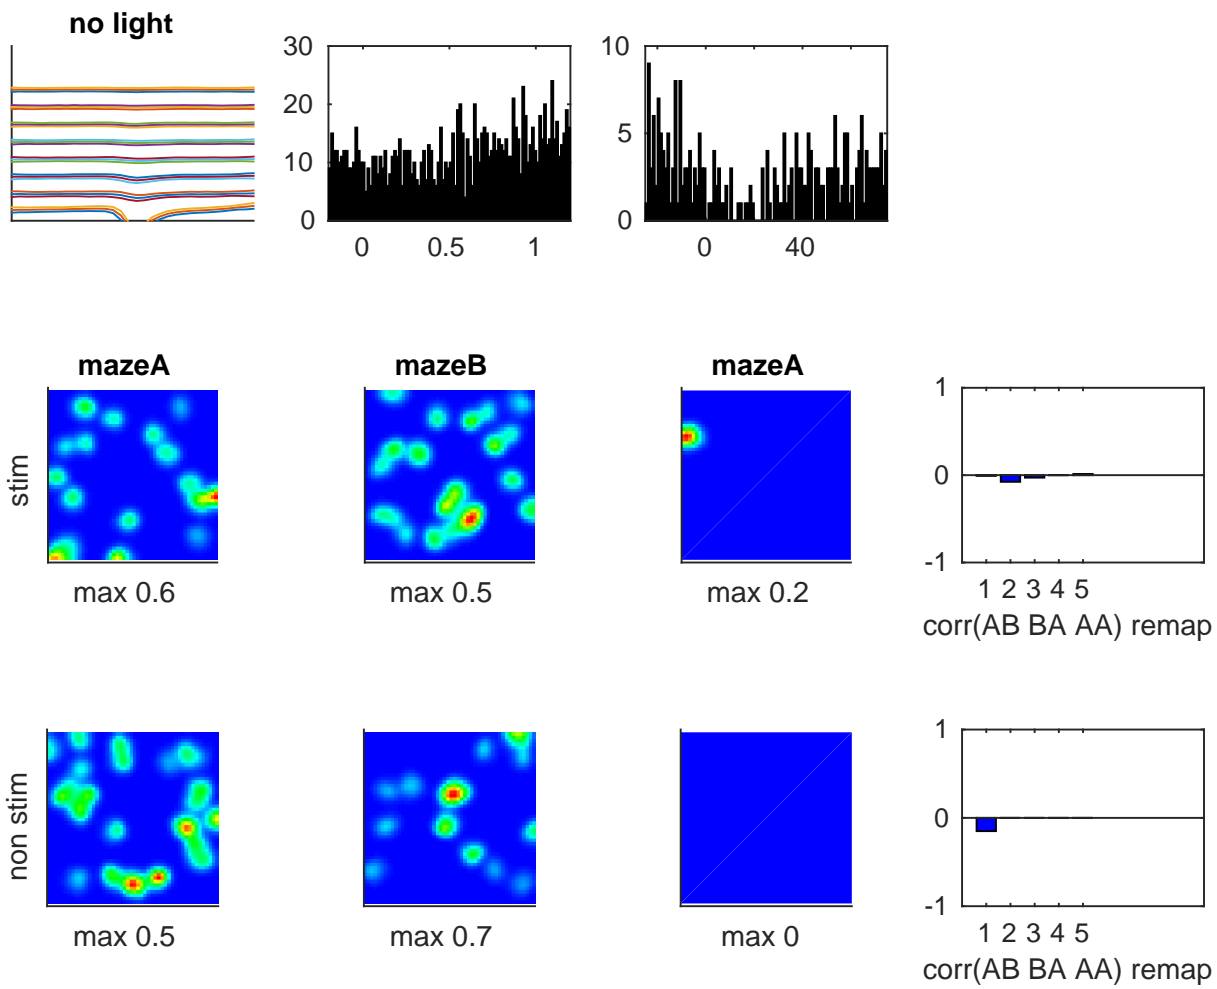 no light
30
20
10
0
0 0.5 1
10
5
0
0 40
mazeA mazeB mazeA
stim
max 0.6 max 0.5 max 0.2
1
0
-1
1 2 3 4 5
corr(AB BA AA) remap
non stim
max 0.5 max 0.7 max 0
1
0
-1
1 2 3 4 5
corr(AB BA AA) remap